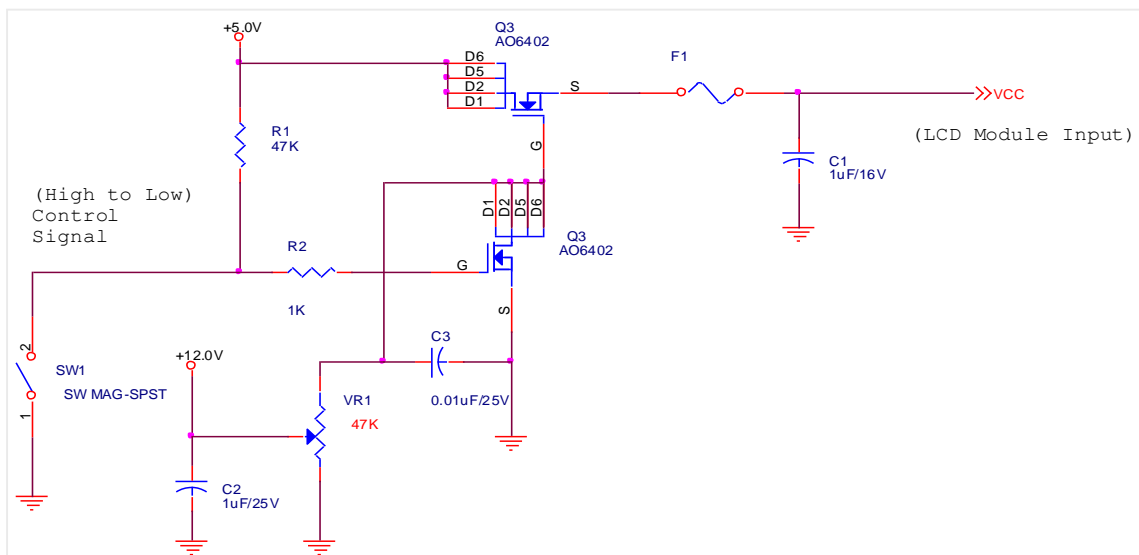 +5.0V
Q3
AO6402
D6
D5
D2
D1
S
G
F1
VCC
(LCD Module Input)
R1
47K
C1
1uF/16V
(High to Low)
Control
Signal
D1
D2
D5
D6
Q3
AO6402
R2
1K
G
S
2
SW1
SW MAG-SPST
1
+12.0V
C3
0.01uF/25V
VR1
47K
C2
1uF/25V